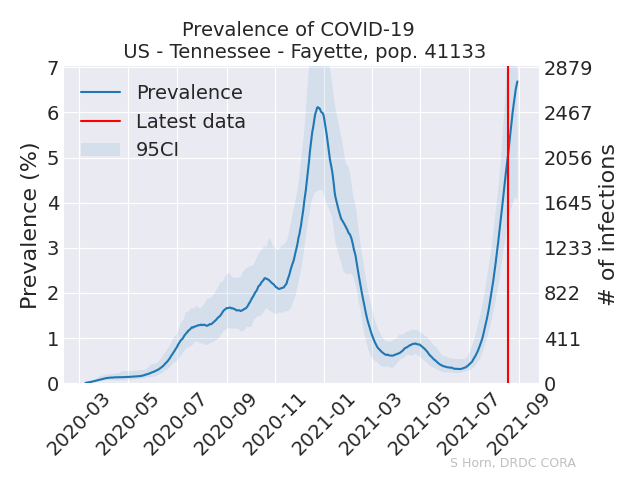 Prevalence of COVID-19
US - Tennessee - Fayette, pop. 41133
7 2879
6 2467
5 2056
4 1645
3 1233
2 822
1 411
0 0
Prevalence
Latest data
95CI
Prevalence (%)
# of infections
2020-03 2020-05 2020-07 2020-09 2020-11 2021-01 2021-03 2021-05 2021-07 2021-09
S Horn, DRDC CORA